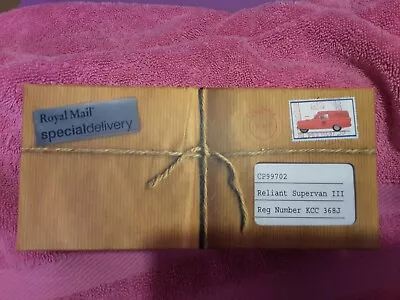 Royal Mail
specialdelivery
CP99702
Reliant Supervan III
Reg Number KCC 368J